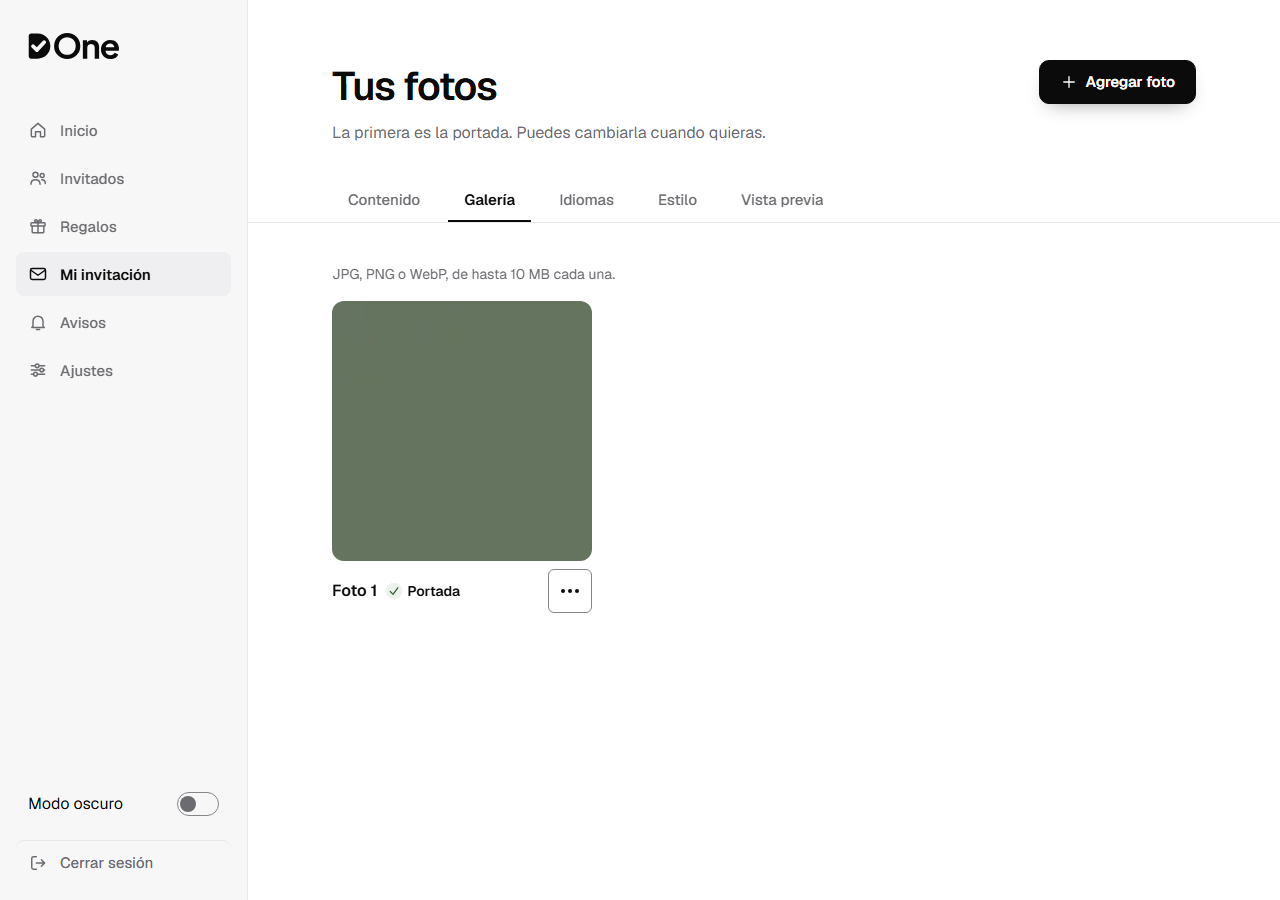 DOne
Inicio
Invitados
Regalos
Mi invitación
Avisos
Ajustes
Modo oscuro
Cerrar sesión
Tus fotos
Agregar foto
La primera es la portada. Puedes cambiarla cuando quieras.
Contenido
Galería
Idiomas
Estilo
Vista previa
JPG, PNG o WebP, de hasta 10 MB cada una.
Foto 1 Portada